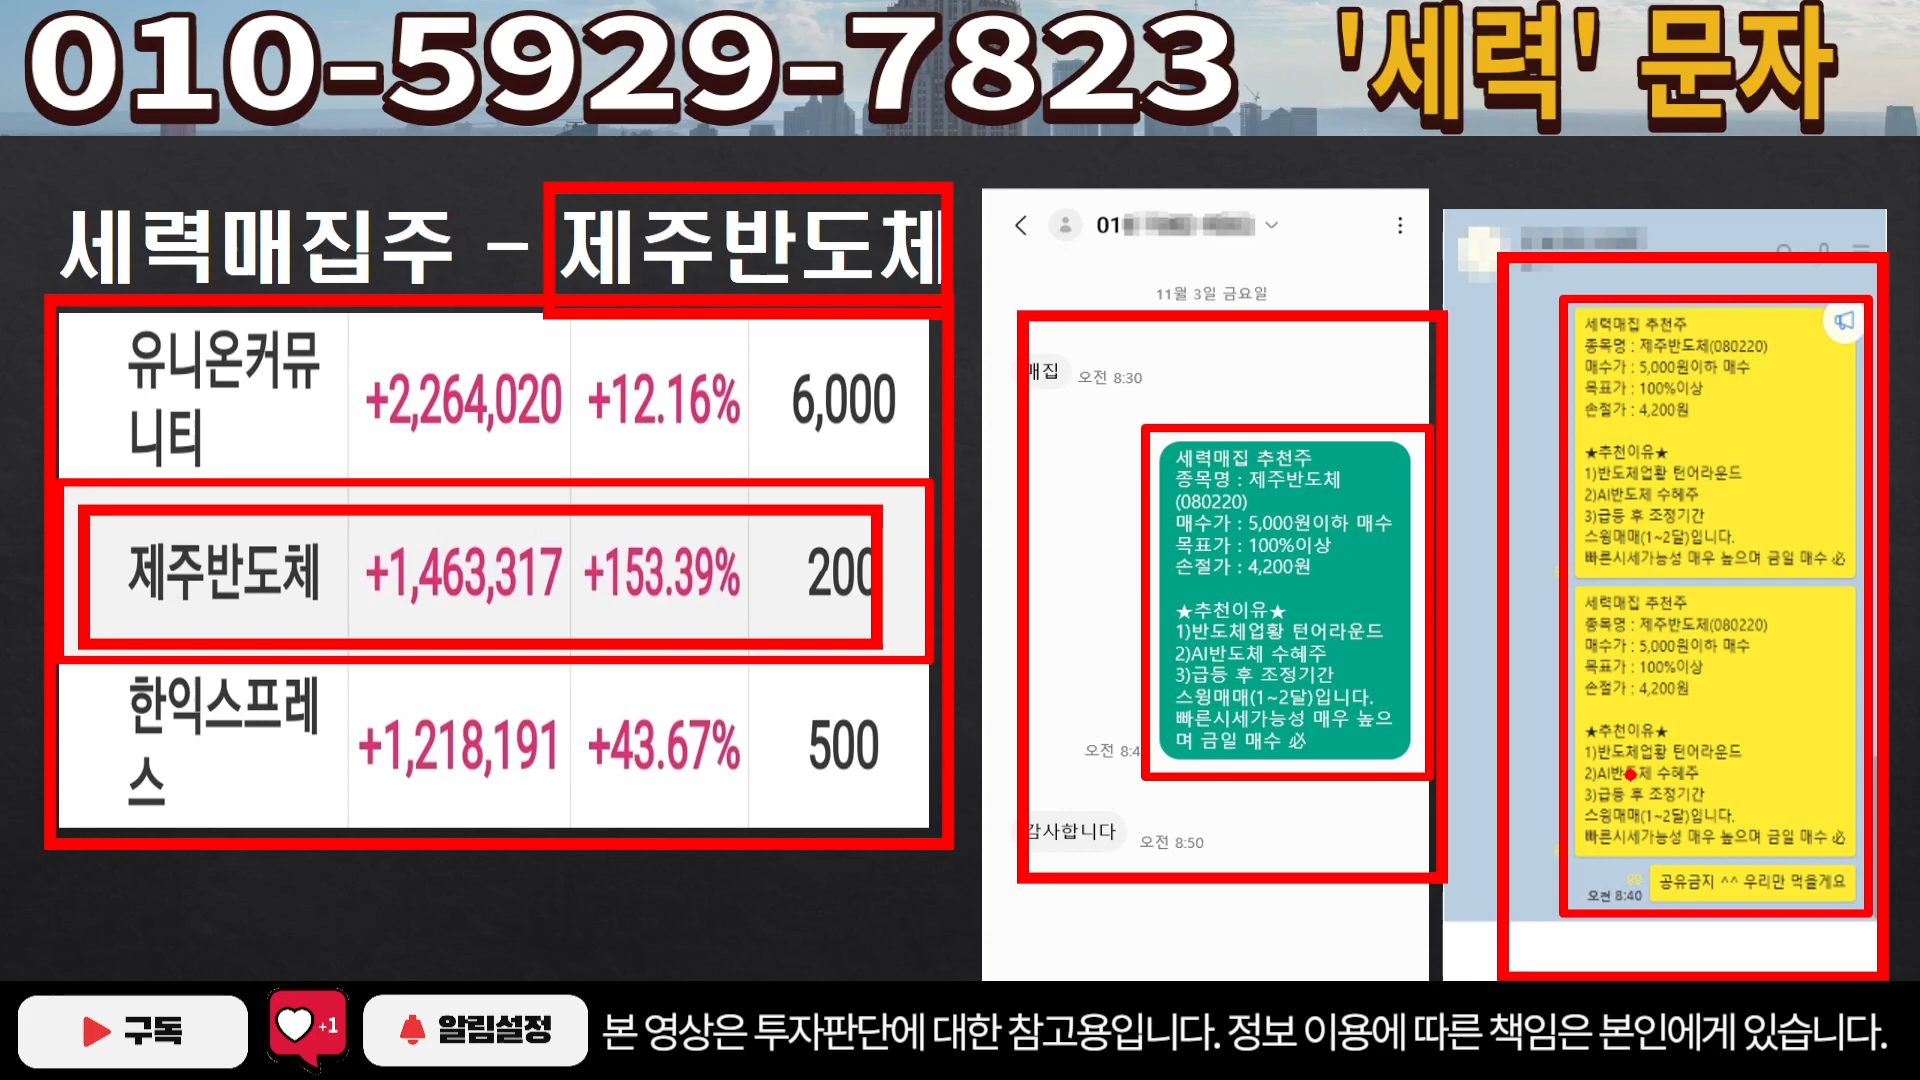 010-5929-7823 '세력' 문자
세력매집주 – 제주반도체
유니온커뮤
니티
+2,264,020 +12.16% 6,000
제주반도체 +1,463,317 +153.39% 200
한익스프레
스
+1,218,191 +43.67% 500
01
11월 3일 금요일
매집 오전 8:30
세력매집 추천주
종목명 : 제주반도체
(080220)
매수가 : 5,000원이하 매수
목표가 : 100%이상
손절가 : 4,200원
★추천이유★
1)반도체업황 턴어라운드
2)AI반도체 수혜주
3)급등 후 조정기간
스윙매매(1~2달)입니다.
빠른시세가능성 매우 높으
며 금일 매수 必
오전 8:4
감사합니다 오전 8:50
세력매집 추천주
종목명 : 제주반도체(080220)
매수가 : 5,000원이하 매수
목표가 : 100%이상
손절가 : 4,200원
★추천이유★
1)반도체업황 턴어라운드
2)AI반도체 수혜주
3)급등 후 조정기간
스윙매매(1~2달)입니다.
빠른시세가능성 매우 높으며 금일 매수 必
세력매집 추천주
종목명 : 제주반도체(080220)
매수가 : 5,000원이하 매수
목표가 : 100%이상
손절가 : 4,200원
★추천이유★
1)반도체업황 턴어라운드
2)AI반도체 수혜주
3)급등 후 조정기간
스윙매매(1~2달)입니다.
빠른시세가능성 매우 높으며 금일 매수 必
오전 8:40 공유금지 ^^ 우리만 먹을게요
구독 +1 알림설정 본 영상은 투자판단에 대한 참고용입니다. 정보 이용에 따른 책임은 본인에게 있습니다.